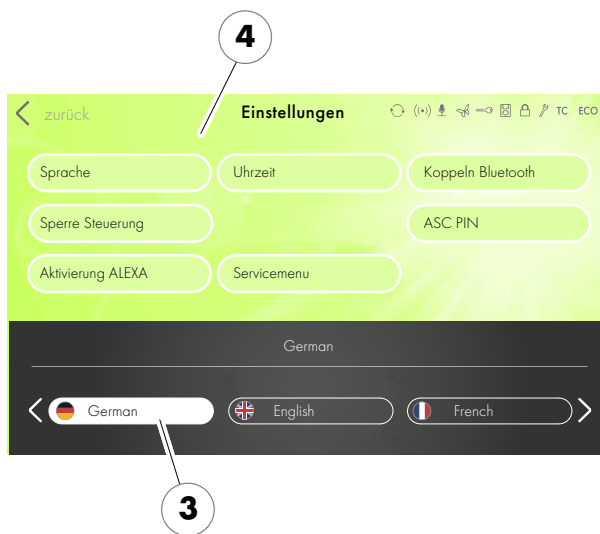 4
zurück Einstellungen TC ECO
Sprache Uhrzeit Koppeln Bluetooth
Sperre Steuerung ASC PIN
Aktivierung ALEXA Servicemenu
German
German English French
3